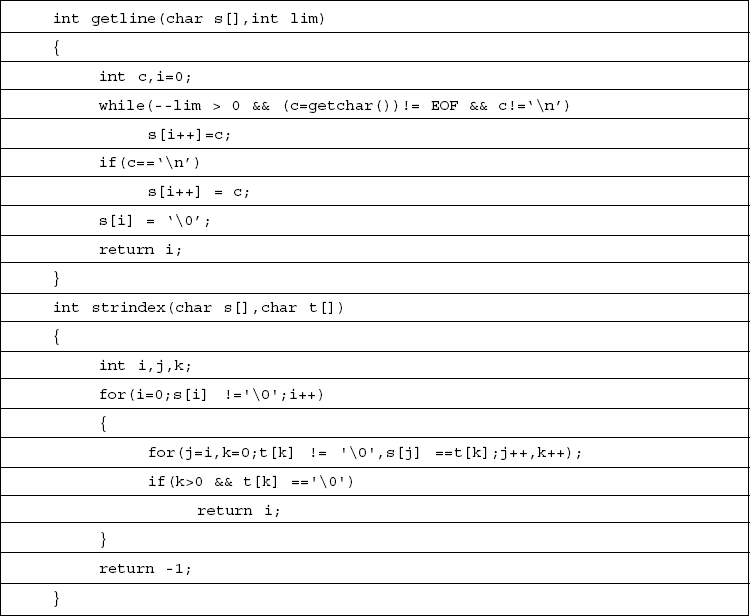 int getline(char s[],int lim)
{
int c,i=0;
while(--lim > 0 && (c=getchar())!= EOF && c!=‘\n’)
s[i++]=c;
if(c==‘\n’)
s[i++] = c;
s[i] = ‘\0’;
return i;
}
int strindex(char s[],char t[])
{
int i,j,k;
for(i=0;s[i] !='\0';i++)
{
for(j=i,k=0;t[k] != '\0',s[j] ==t[k];j++,k++);
if(k>0 && t[k] =='\0')
return i;
}
return -1;
}